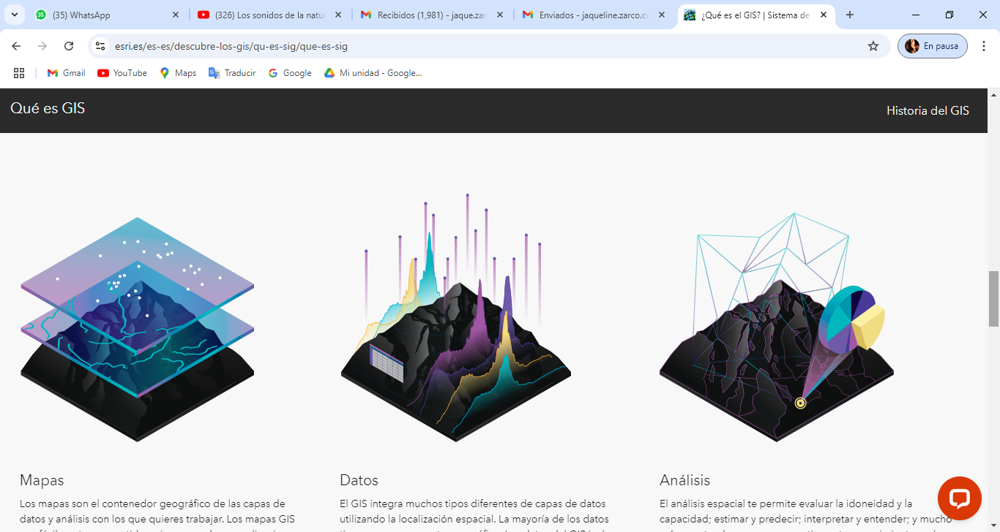 35
(35) WhatsApp
(326) Los sonidos de la natu
Recibidos (1,981) - jaque.zar
Enviados - jaqueline.zarco.cv
¿Qué es el GIS? | Sistema de
esri.es/es-es/descubre-los-gis/qu-es-sig/que-es-sig
En pausa
Gmail
YouTube
Maps
Traducir
Google
Mi unidad - Google...
Qué es GIS
Historia del GIS
Mapas
Los mapas son el contenedor geográfico de las capas de
datos y análisis con los que quieres trabajar. Los mapas GIS
Datos
El GIS integra muchos tipos diferentes de capas de datos
utilizando la localización espacial. La mayoría de los datos
Análisis
El análisis espacial te permite evaluar la idoneidad y la
capacidad; estimar y predecir; interpretar y entender; y mucho